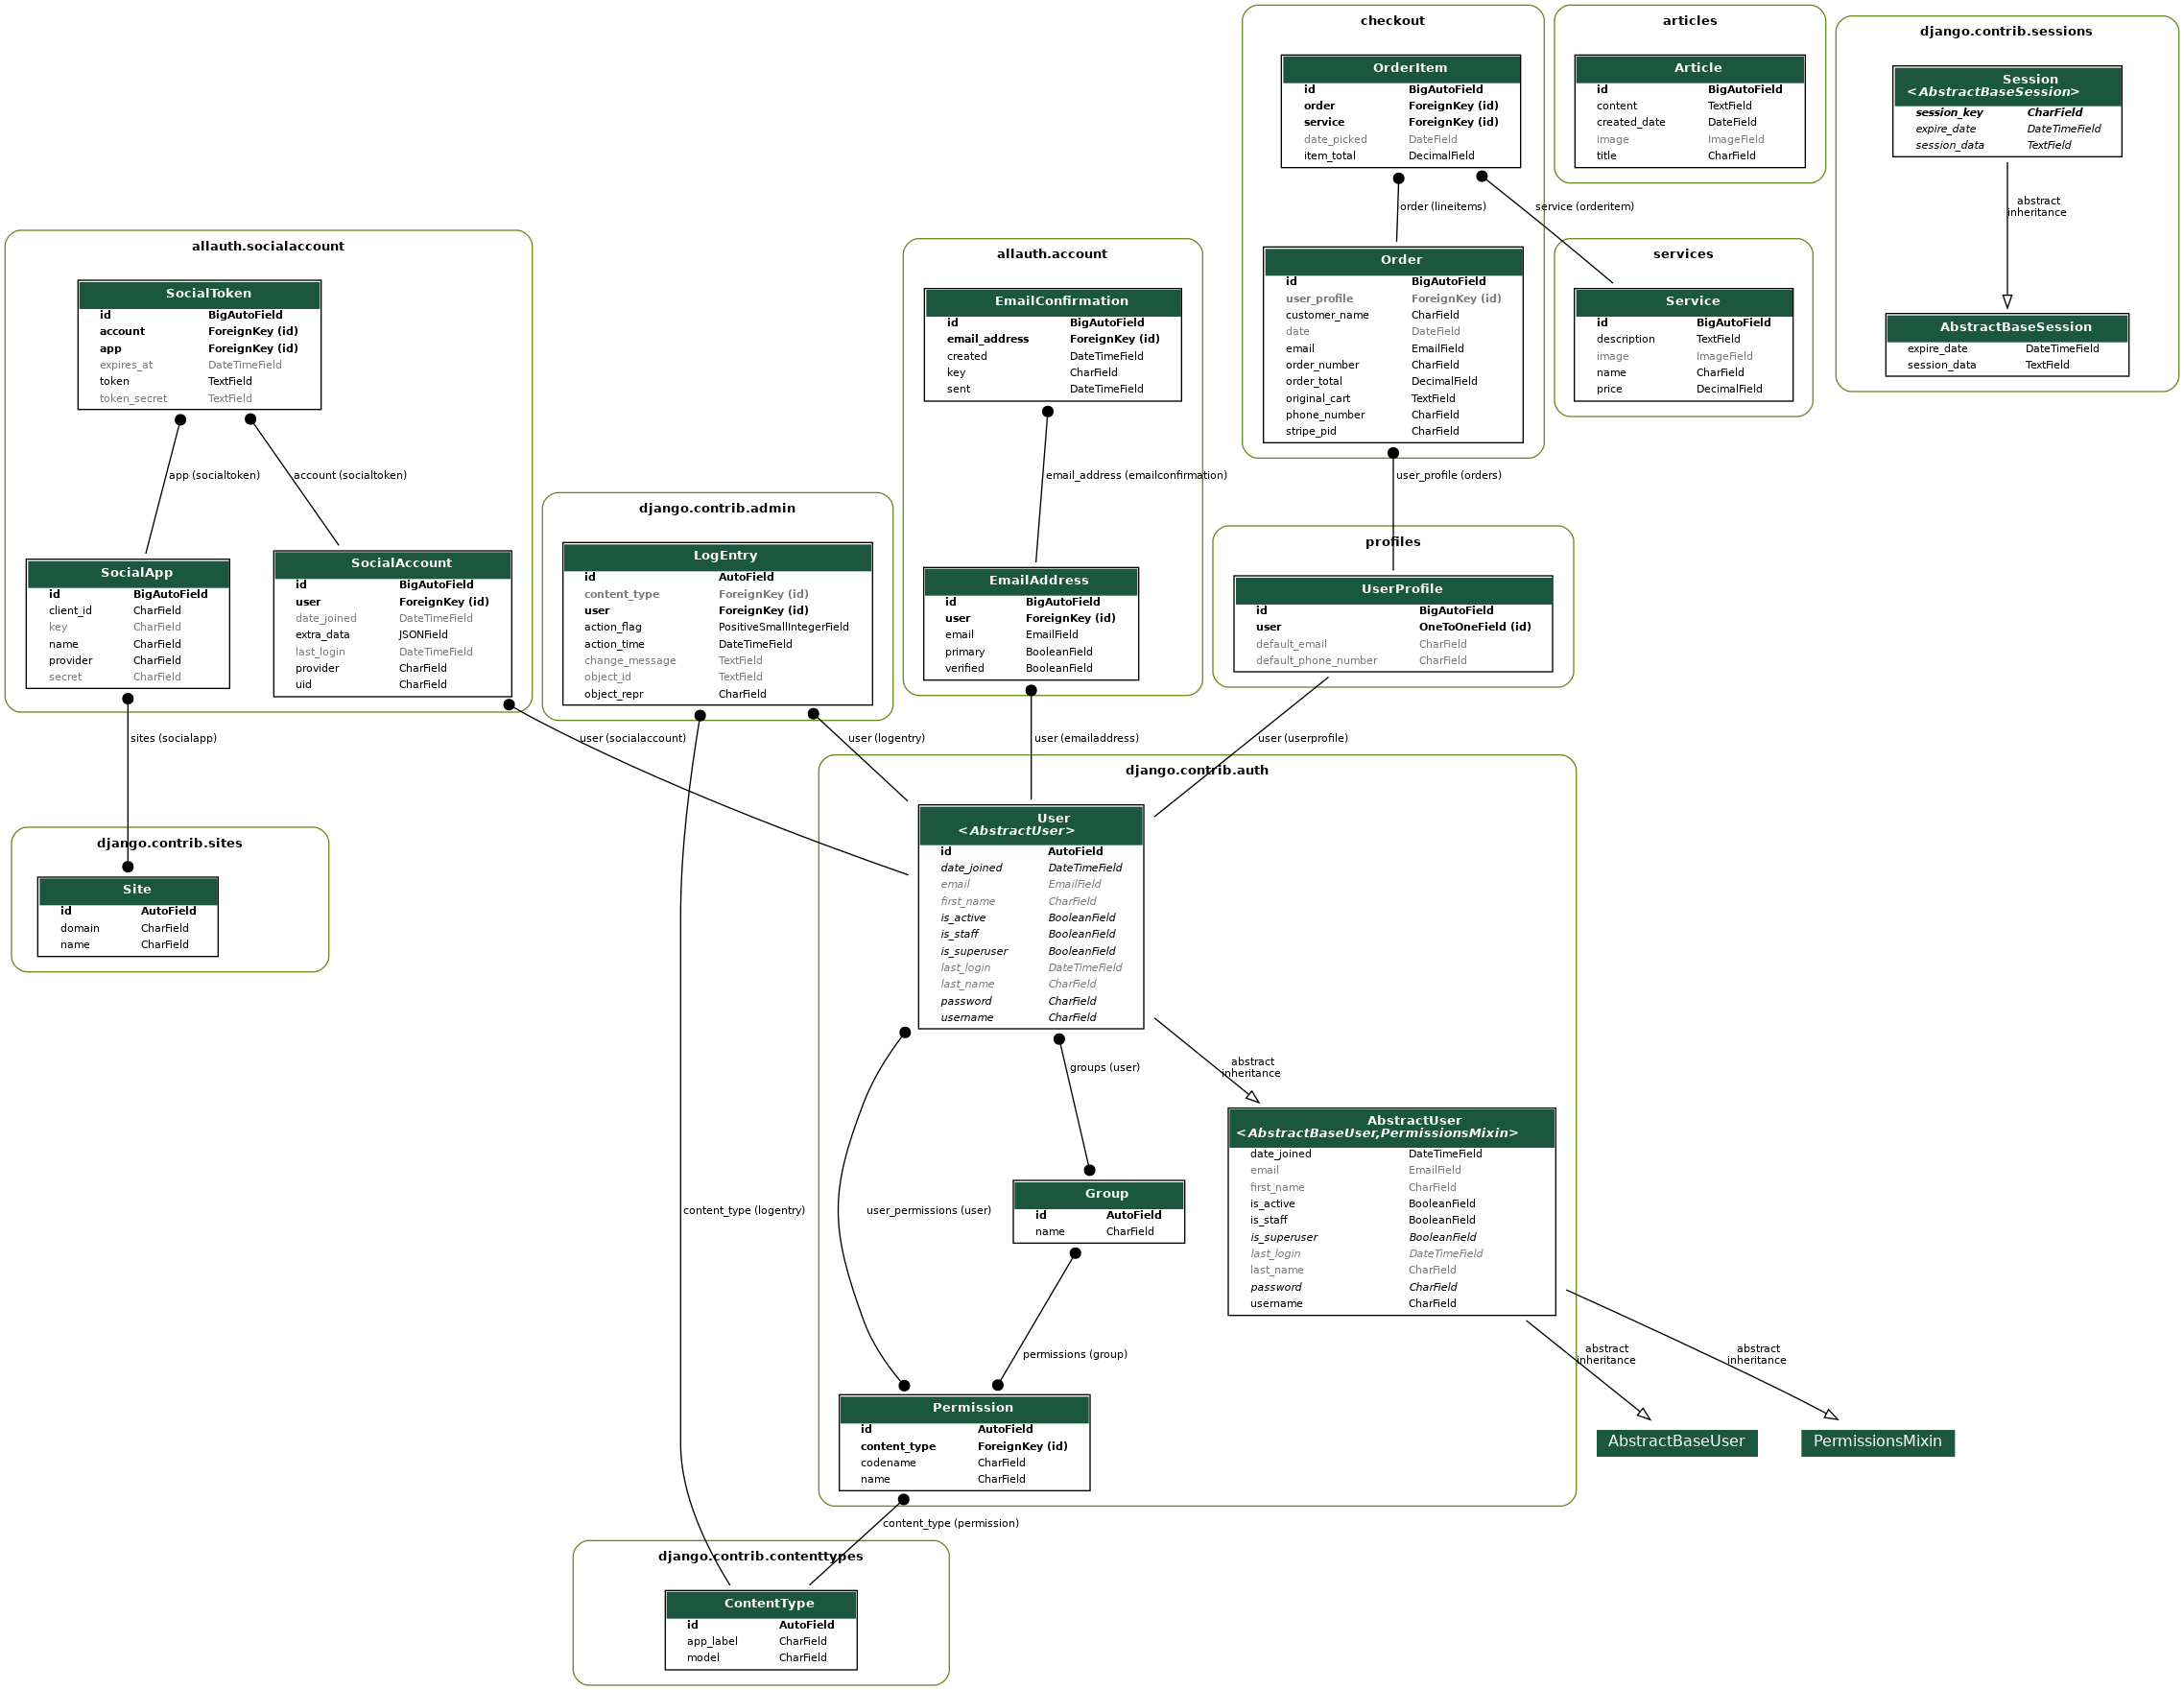 checkout
OrderItem
id BigAutoField
order ForeignKey (id)
service ForeignKey (id)
date_picked DateField
item_total DecimalField
order (lineitems)
service (orderitem)
Order
id BigAutoField
user_profile ForeignKey (id)
customer_name CharField
date DateField
email EmailField
order_number CharField
order_total DecimalField
original_cart TextField
phone_number CharField
stripe_pid CharField
user_profile (orders)
articles
Article
id BigAutoField
content TextField
created_date DateField
image ImageField
title CharField
services
Service
id BigAutoField
description TextField
image ImageField
name CharField
price DecimalField
django.contrib.sessions
Session
<AbstractBaseSession>
session_key CharField
expire_date DateTimeField
session_data TextField
abstract
inheritance
AbstractBaseSession
expire_date DateTimeField
session_data TextField
allauth.socialaccount
SocialToken
id BigAutoField
account ForeignKey (id)
app ForeignKey (id)
expires_at DateTimeField
token TextField
token_secret TextField
app (socialtoken)
account (socialtoken)
SocialApp
id BigAutoField
client_id CharField
key CharField
name CharField
provider CharField
secret CharField
SocialAccount
id BigAutoField
user ForeignKey (id)
date_joined DateTimeField
extra_data JSONField
last_login DateTimeField
provider CharField
uid CharField
sites (socialapp)
user (socialaccount)
django.contrib.admin
LogEntry
id AutoField
content_type ForeignKey (id)
user ForeignKey (id)
action_flag PositiveSmallIntegerField
action_time DateTimeField
change_message TextField
object_id TextField
object_repr CharField
user (logentry)
content_type (logentry)
allauth.account
EmailConfirmation
id BigAutoField
email_address ForeignKey (id)
created DateTimeField
key CharField
sent DateTimeField
email_address (emailconfirmation)
EmailAddress
id BigAutoField
user ForeignKey (id)
email EmailField
primary BooleanField
verified BooleanField
user (emailaddress)
profiles
UserProfile
id BigAutoField
user OneToOneField (id)
default_email CharField
default_phone_number CharField
user (userprofile)
django.contrib.sites
Site
id AutoField
domain CharField
name CharField
django.contrib.auth
User
<AbstractUser>
id AutoField
date_joined DateTimeField
email EmailField
first_name CharField
is_active BooleanField
is_staff BooleanField
is_superuser BooleanField
last_login DateTimeField
last_name CharField
password CharField
username CharField
groups (user)
user_permissions (user)
abstract
inheritance
Group
id AutoField
name CharField
permissions (group)
AbstractUser
<AbstractBaseUser,PermissionsMixin>
date_joined DateTimeField
email EmailField
first_name CharField
is_active BooleanField
is_staff BooleanField
is_superuser BooleanField
last_login DateTimeField
last_name CharField
password CharField
username CharField
abstract
inheritance
abstract
inheritance
AbstractBaseUser
PermissionsMixin
Permission
id AutoField
content_type ForeignKey (id)
codename CharField
name CharField
content_type (permission)
django.contrib.contenttypes
ContentType
id AutoField
app_label CharField
model CharField